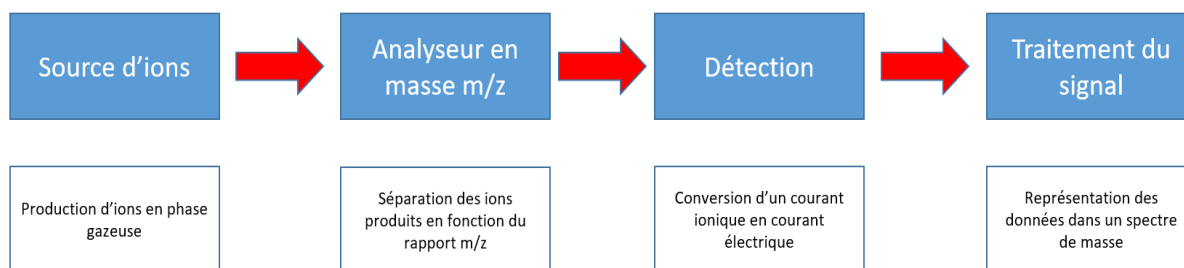 Source d’ions
Analyseur en
masse m/z
Détection
Traitement du
signal
Production d’ions en phase
gazeuse
Séparation des ions
produits en fonction du
rapport m/z
Conversion d’un courant
ionique en courant
électrique
Représentation des
données dans un spectre
de masse